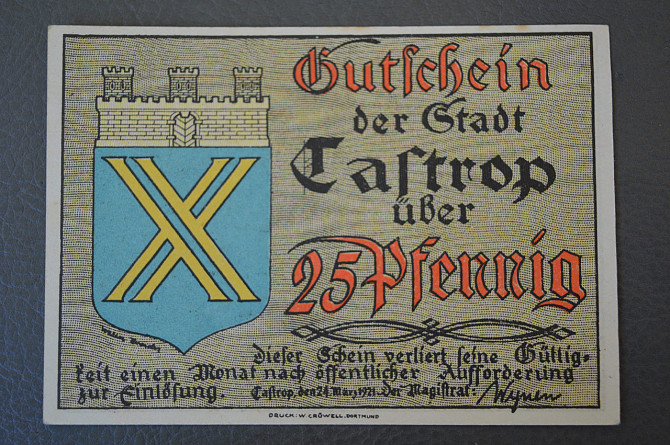 Gutschein
der Stadt
Castrop
über
25 Pfennig
dieser Schein verliert seine Gültig-
keit einen Monat nach öffentlicher Aufforderung
zur Einlösung. Castrop, den 24. März 1921. Der Magistrat:
DRUCK: W. CRÜWELL, DORTMUND